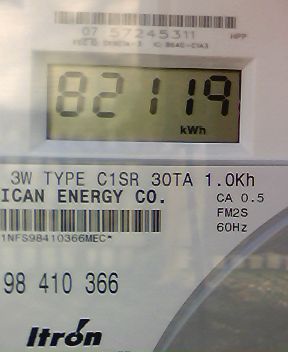 07 57245311
HPP
82119
kWh
3W TYPE C1SR 30TA 1.0Kh
ICAN ENERGY CO.
CA 0.5
FM2S
60Hz
1NFS98410366MEC*
98 410 366
Itron